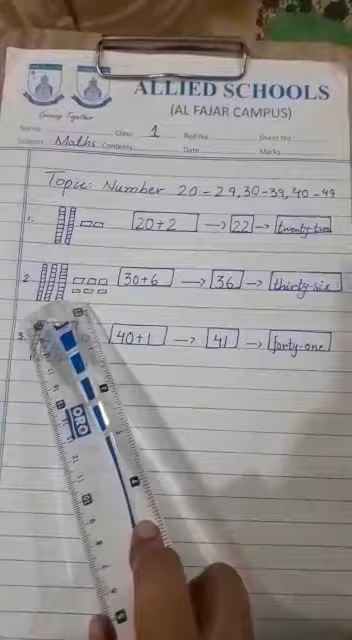 ALLIED SCHOOLS
(AL FAJAR CAMPUS)
Growing Together
Name Class 1 Roll No Sheet No
Subject Maths Contents: Date Marks
Topic: Number 20-29, 30-39, 40-49
1. 20+2 → 22 → twenty two
2. 30+6 → 36 → thirty-six
3. 40+1 → 41 → forty-one
ORO